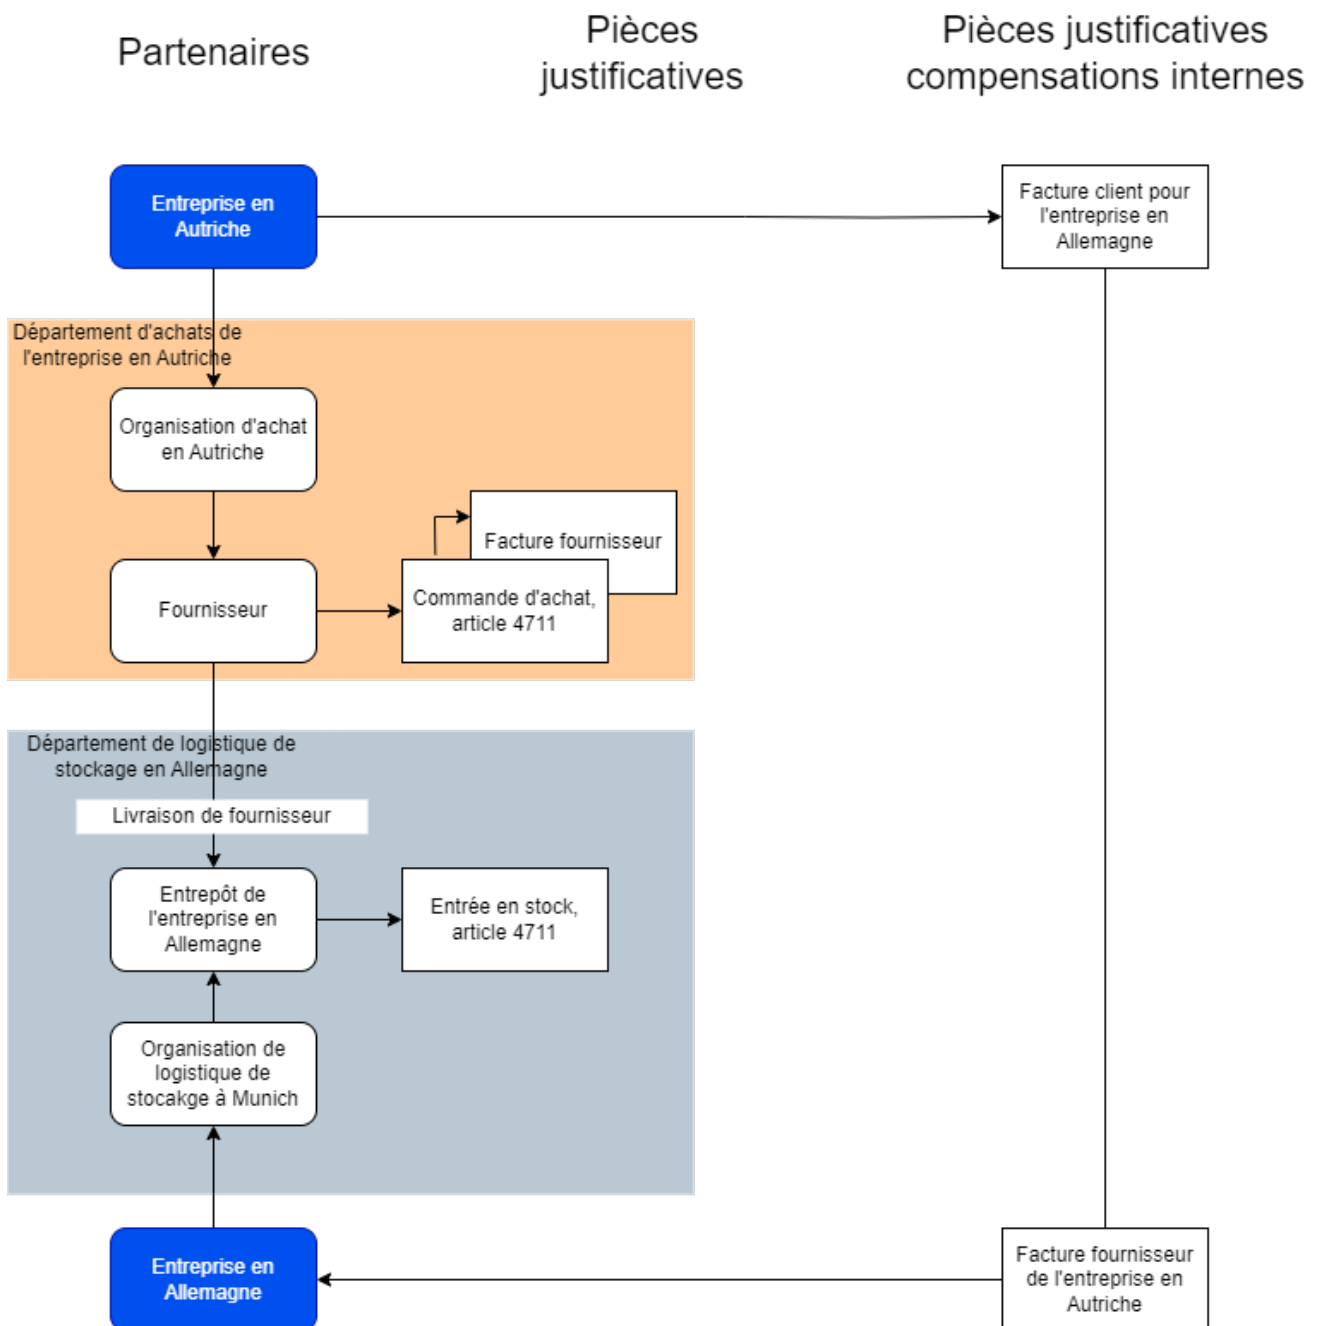 Partenaires
Pièces
justificatives
Pièces justificatives
compensations internes
Entreprise en
Autriche
Facture client pour
l'entreprise en
Allemagne
Département d'achats de
l'entreprise en Autriche
Organisation d'achat
en Autriche
Facture fournisseur
Fournisseur
Commande d'achat,
article 4711
Département de logistique de
stockage en Allemagne
Livraison de fournisseur
Entrepôt de
l'entreprise en
Allemagne
Entrée en stock,
article 4711
Organisation de
logistique de
stocakge à Munich
Entreprise en
Allemagne
Facture fournisseur
de l'entreprise en
Autriche